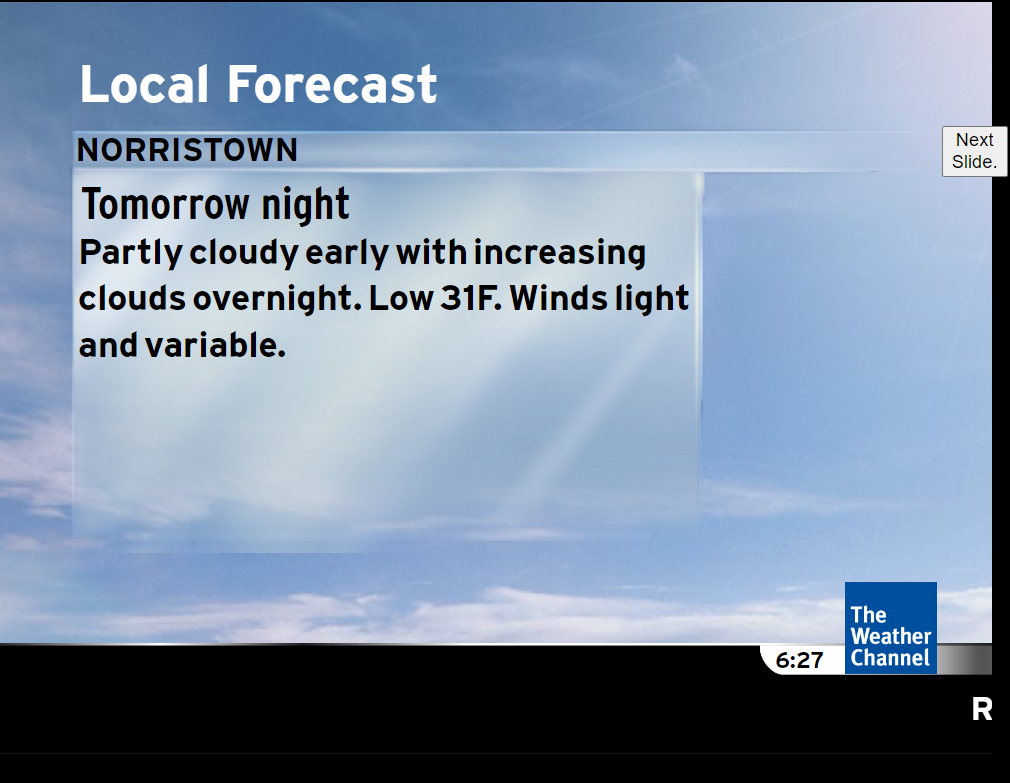 Local Forecast
NORRISTOWN
Next
Slide.
Tomorrow night
Partly cloudy early with increasing
clouds overnight. Low 31F. Winds light
and variable.
The
Weather
Channel
6:27
R